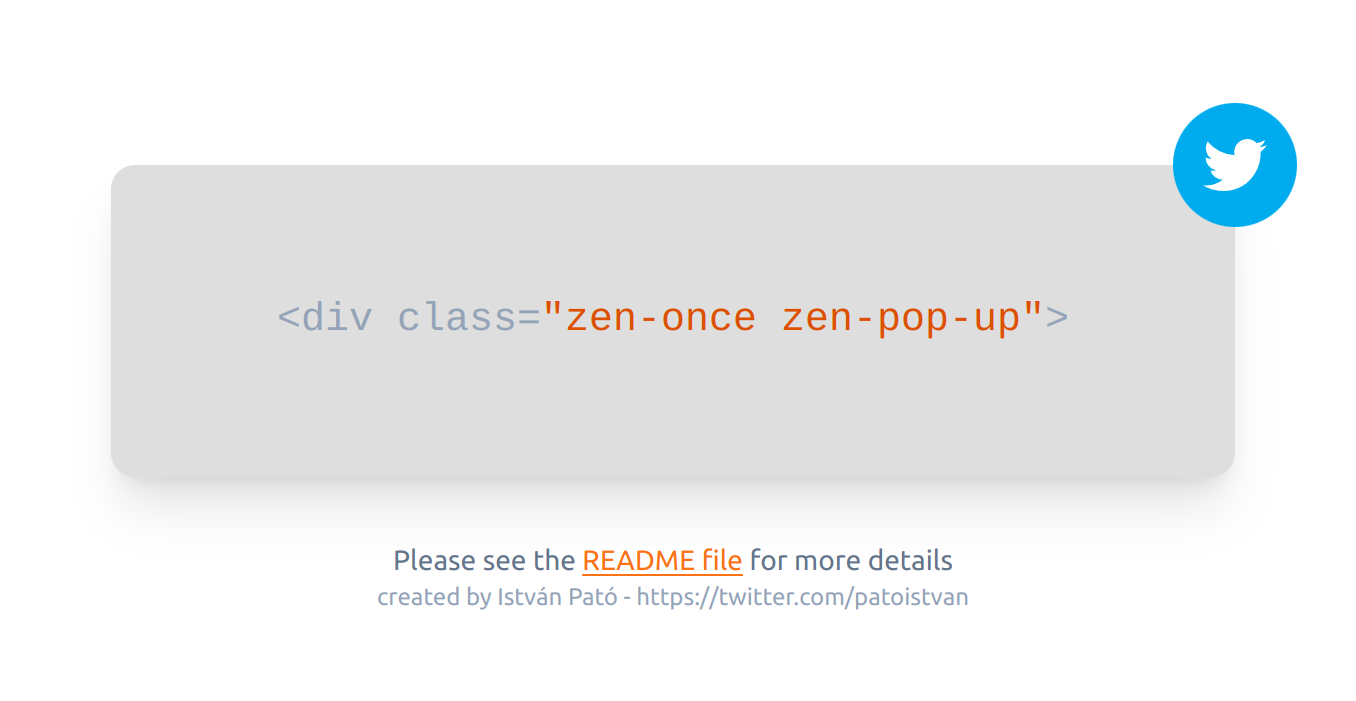 <div class="zen-once zen-pop-up">
Please see the README file for more details
created by István Pató - https://twitter.com/patoistvan